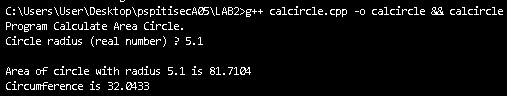 C:\Users\User\Desktop\pspitisecA05\LAB2>g++ calcircle.cpp -o calcircle && calcircle
Program Calculate Area Circle.
Circle radius (real number) ? 5.1
Area of circle with radius 5.1 is 81.7104
Circumference is 32.0433